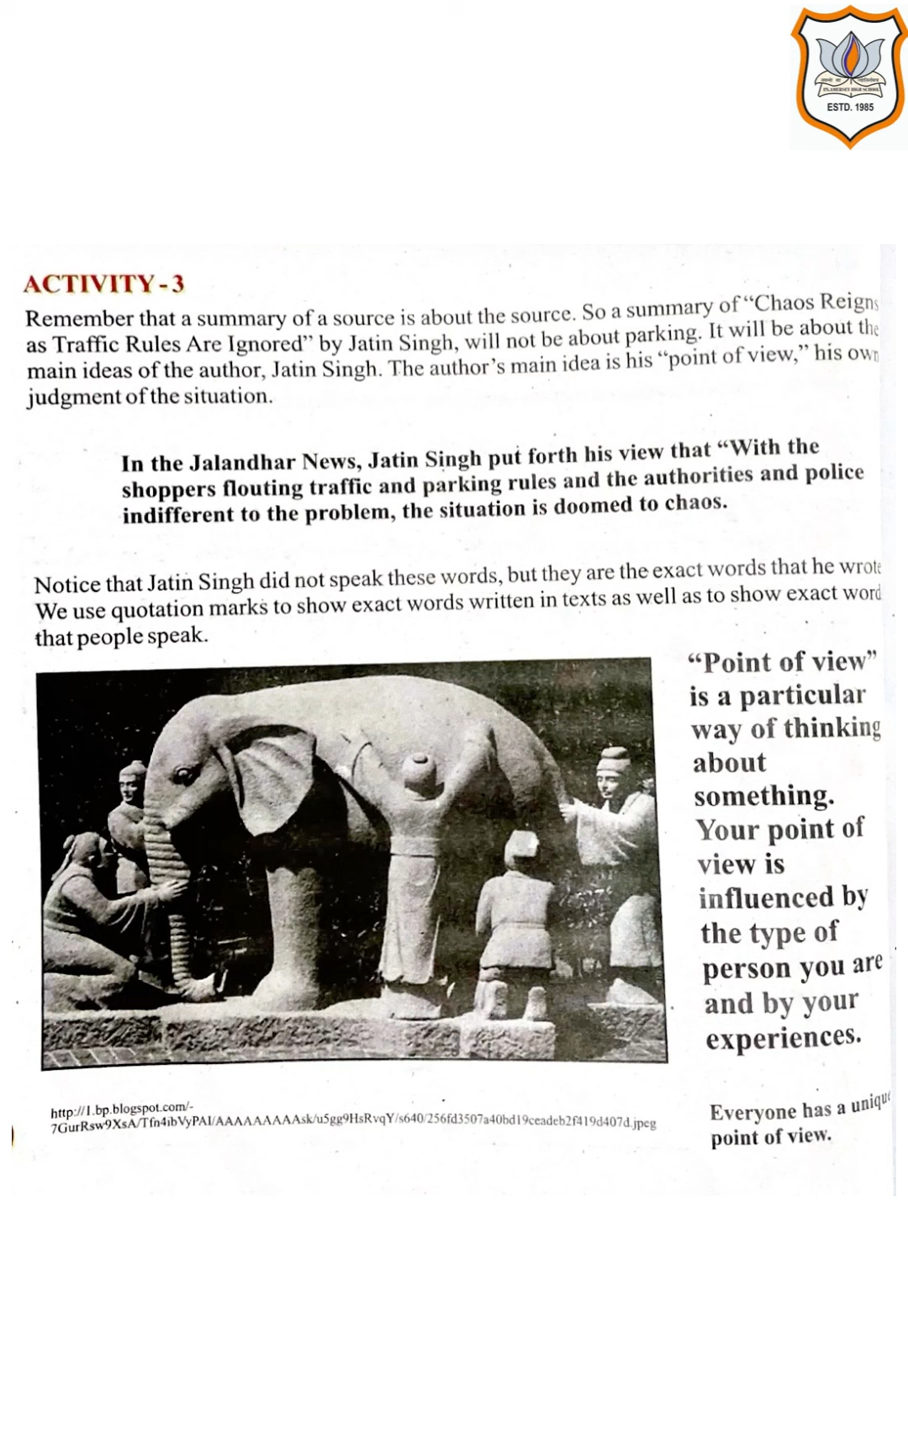 ESTD. 1985
ACTIVITY - 3
Remember that a summary of a source is about the source. So a summary of “Chaos Reigns
as Traffic Rules Are Ignored” by Jatin Singh, will not be about parking. It will be about the
main ideas of the author, Jatin Singh. The author's main idea is his “point of view,” his own
judgment of the situation.
In the Jalandhar News, Jatin Singh put forth his view that “With the
shoppers flouting traffic and parking rules and the authorities and police
indifferent to the problem, the situation is doomed to chaos.
Notice that Jatin Singh did not speak these words, but they are the exact words that he wrote
We use quotation marks to show exact words written in texts as well as to show exact word
that people speak.
“Point of view”
is a particular
way of thinking
about
something.
Your point of
view is
influenced by
the type of
person you are
and by your
experiences.
http://1.bp.blogspot.com/-
7GurRsw9XsA/Tfn4ibVyPAI/AAAAAAAAAsk/u5gg9HsRvqY/s640/256fd3507a40bd19ceadeb2f419d407d.jpeg
Everyone has a unique
point of view.